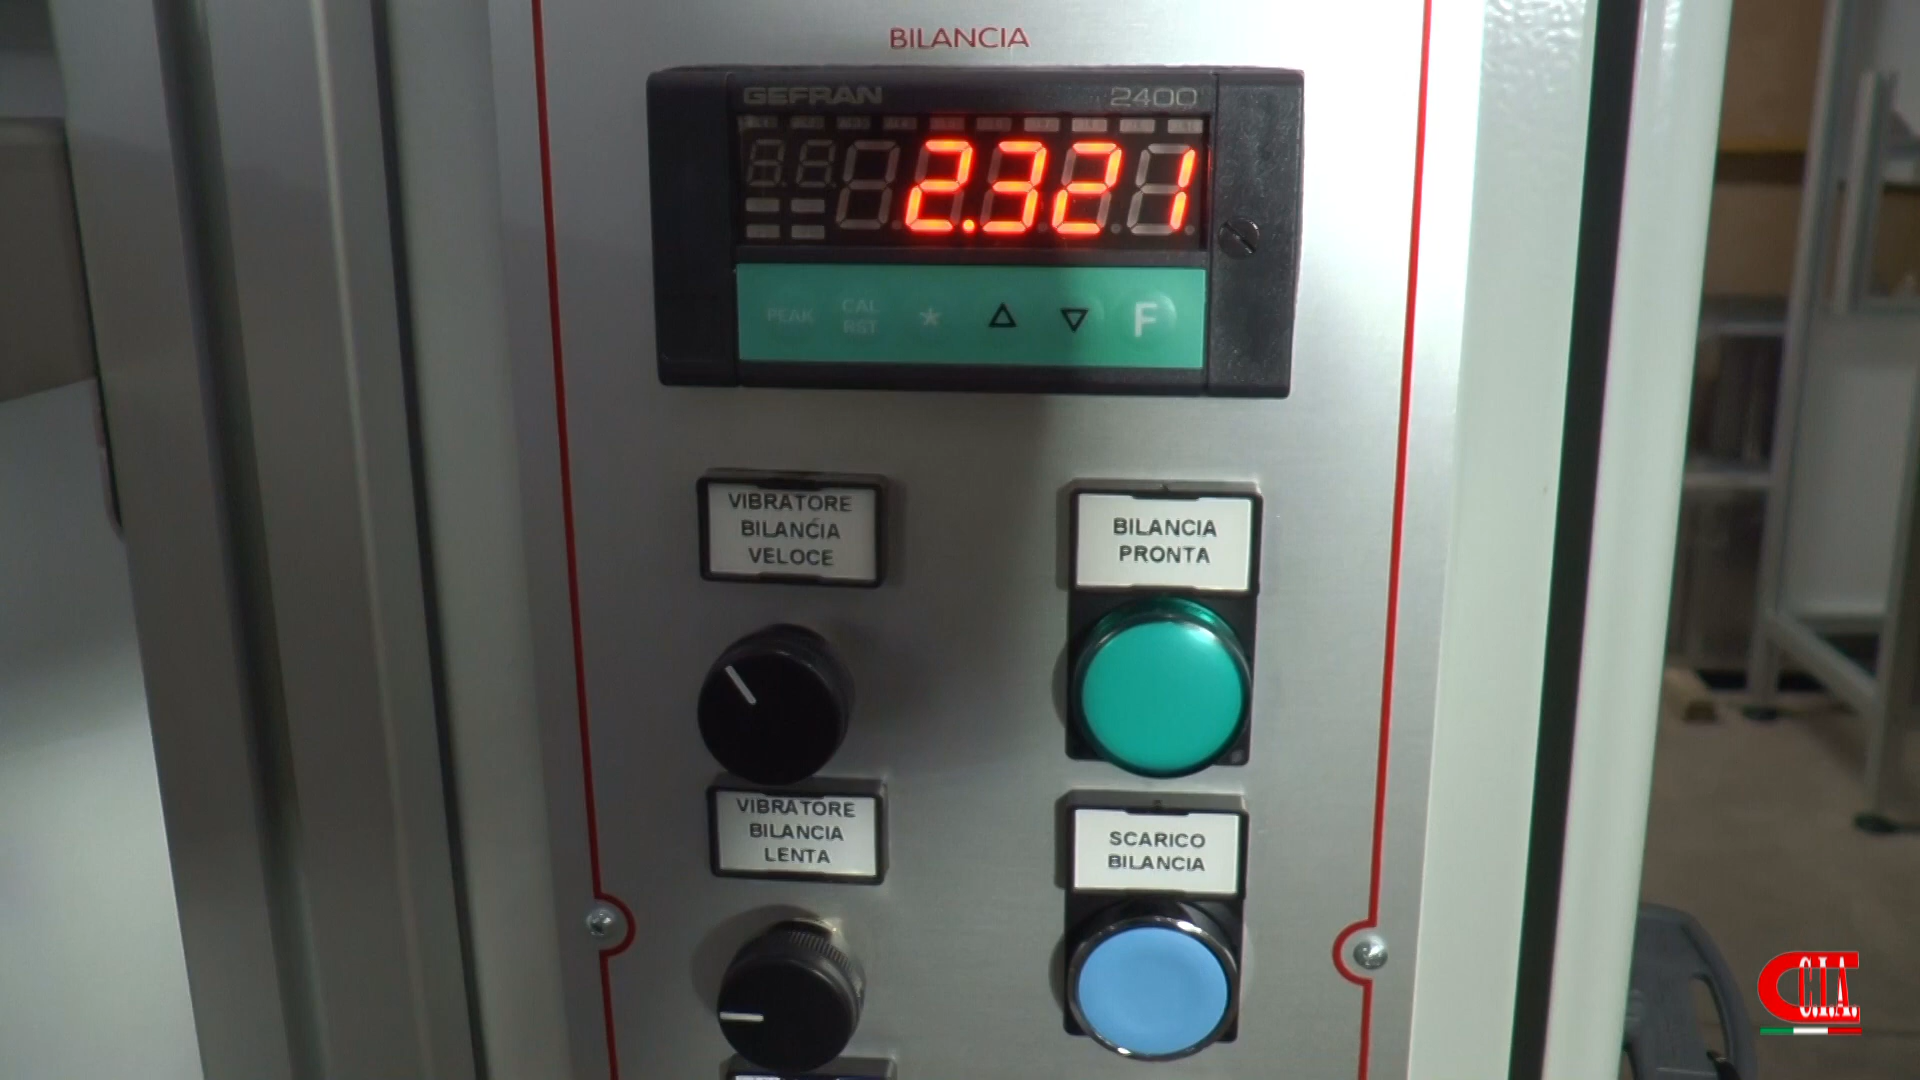 BILANCIA
GEFRAN 2400
2.321
PEAK CAL RST * F
VIBRATORE
BILANCIA
VELOCE
BILANCIA
PRONTA
VIBRATORE
BILANCIA
LENTA
SCARICO
BILANCIA
C.I.A.